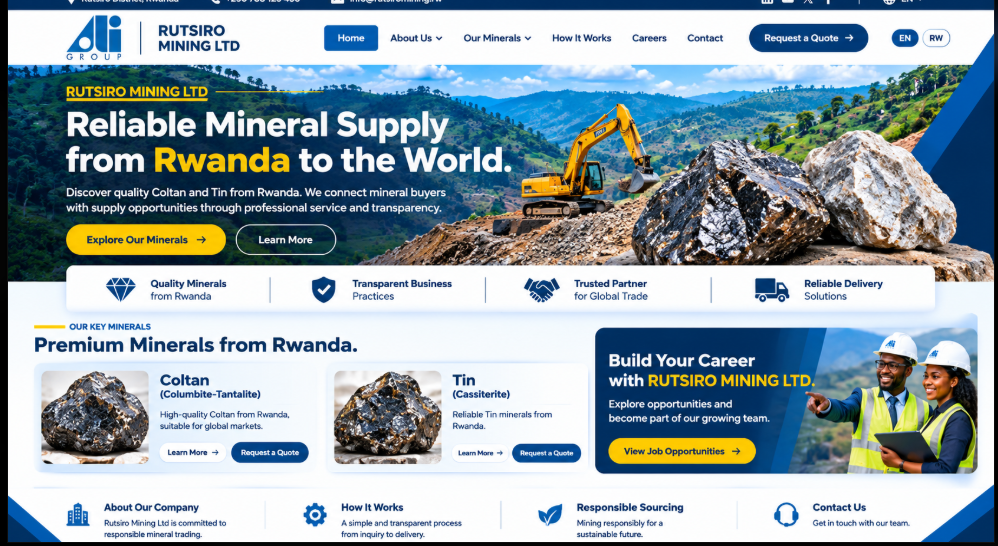 Rutsiro District, Rwanda
EN
ali
GROUP
RUTSIRO
MINING LTD
Home
About Us
Our Minerals
How It Works
Careers
Contact
Request a Quote →
EN
RW
RUTSIRO MINING LTD
Reliable Mineral Supply
from Rwanda to the World.
Discover quality Coltan and Tin from Rwanda. We connect mineral buyers
with supply opportunities through professional service and transparency.
Explore Our Minerals →
Learn More
Quality Minerals
from Rwanda
Transparent Business
Practices
Trusted Partner
for Global Trade
Reliable Delivery
Solutions
OUR KEY MINERALS
Premium Minerals from Rwanda.
Coltan
(Columbite-Tantalite)
High-quality Coltan from Rwanda,
suitable for global markets.
Learn More →
Request a Quote
Tin
(Cassiterite)
Reliable Tin minerals from
Rwanda.
Learn More →
Request a Quote
Build Your Career
with RUTSIRO MINING LTD.
Explore opportunities and
become part of our growing team.
View Job Opportunities →
About Our Company
Rutsiro Mining Ltd is committed to
responsible mineral trading.
How It Works
A simple and transparent process
from inquiry to delivery.
Responsible Sourcing
Mining responsibly for a
sustainable future.
Contact Us
Get in touch with our team.